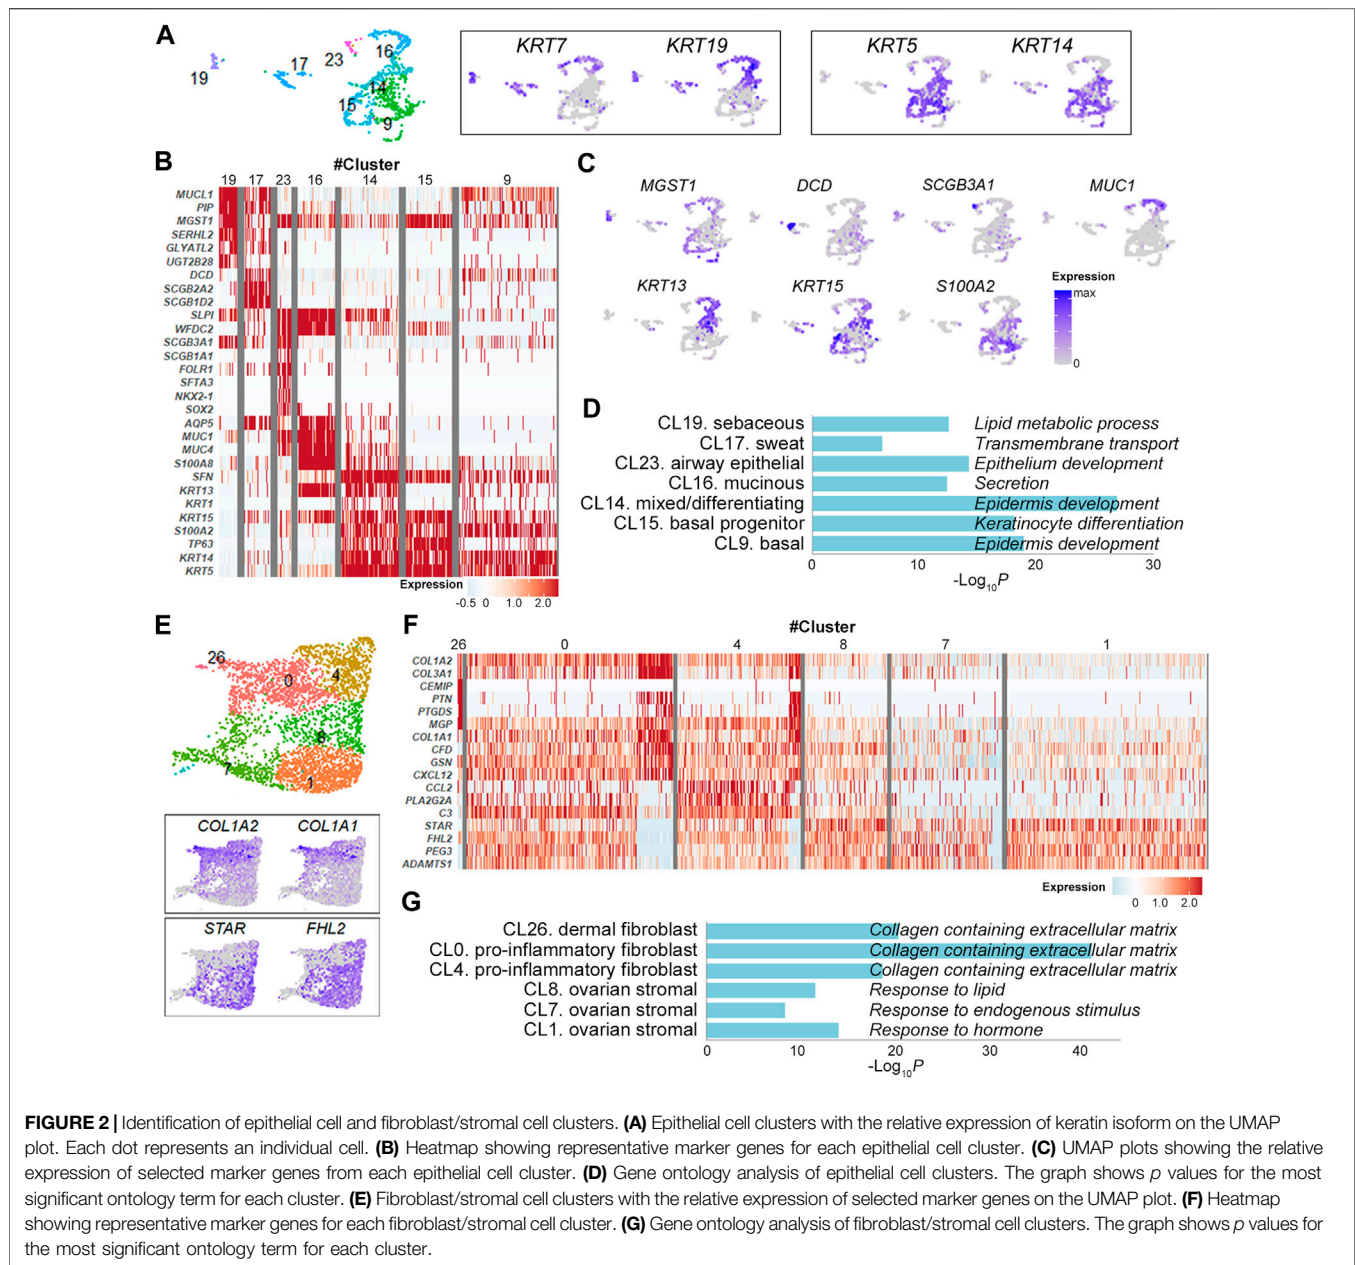 A
19
17
23
16
14
15
9
KRT7
KRT19
KRT5
KRT14
B
#Cluster
19 17 23 16 14 15 9
MUCL1
PIP
MGST1
SERHL2
GLYATL2
UGT2B28
DCD
SCGB2A2
SCGB1D2
SLPI
WFDC2
SCGB3A1
SCGB1A1
FOLR1
SFTA3
NKX2-1
SOX2
AQP5
MUC1
MUC4
S100A8
SFN
KRT13
KRT1
KRT15
S100A2
TP63
KRT14
KRT5
Expression
-0.5 0 1.0 2.0
C
MGST1
DCD
SCGB3A1
MUC1
KRT13
KRT15
S100A2
Expression
max
0
D
CL19. sebaceous Lipid metabolic process
CL17. sweat Transmembrane transport
CL23. airway epithelial Epithelium development
CL16. mucinous Secretion
CL14. mixed/differentiating Epidermis development
CL15. basal progenitor Keratinocyte differentiation
CL9. basal Epidermis development
0 10 20 30
-Log10P
E
26
0
4
8
7
1
COL1A2
COL1A1
STAR
FHL2
F
#Cluster
26 0 4 8 7 1
COL1A2
COL3A1
CEMIP
PTN
PTGDS
MGP
COL1A1
CFD
GSN
CXCL12
CCL2
PLA2G2A
C3
STAR
FHL2
PEG3
ADAMTS1
Expression
0 1.0 2.0
G
CL26. dermal fibroblast Collagen containing extracellular matrix
CL0. pro-inflammatory fibroblast Collagen containing extracellular matrix
CL4. pro-inflammatory fibroblast Collagen containing extracellular matrix
CL8. ovarian stromal Response to lipid
CL7. ovarian stromal Response to endogenous stimulus
CL1. ovarian stromal Response to hormone
0 10 20 30 40
-Log10P
FIGURE 2 | Identification of epithelial cell and fibroblast/stromal cell clusters. (A) Epithelial cell clusters with the relative expression of keratin isoform on the UMAP
plot. Each dot represents an individual cell. (B) Heatmap showing representative marker genes for each epithelial cell cluster. (C) UMAP plots showing the relative
expression of selected marker genes from each epithelial cell cluster. (D) Gene ontology analysis of epithelial cell clusters. The graph shows p values for the most
significant ontology term for each cluster. (E) Fibroblast/stromal cell clusters with the relative expression of selected marker genes on the UMAP plot. (F) Heatmap
showing representative marker genes for each fibroblast/stromal cell cluster. (G) Gene ontology analysis of fibroblast/stromal cell clusters. The graph shows p values for
the most significant ontology term for each cluster.